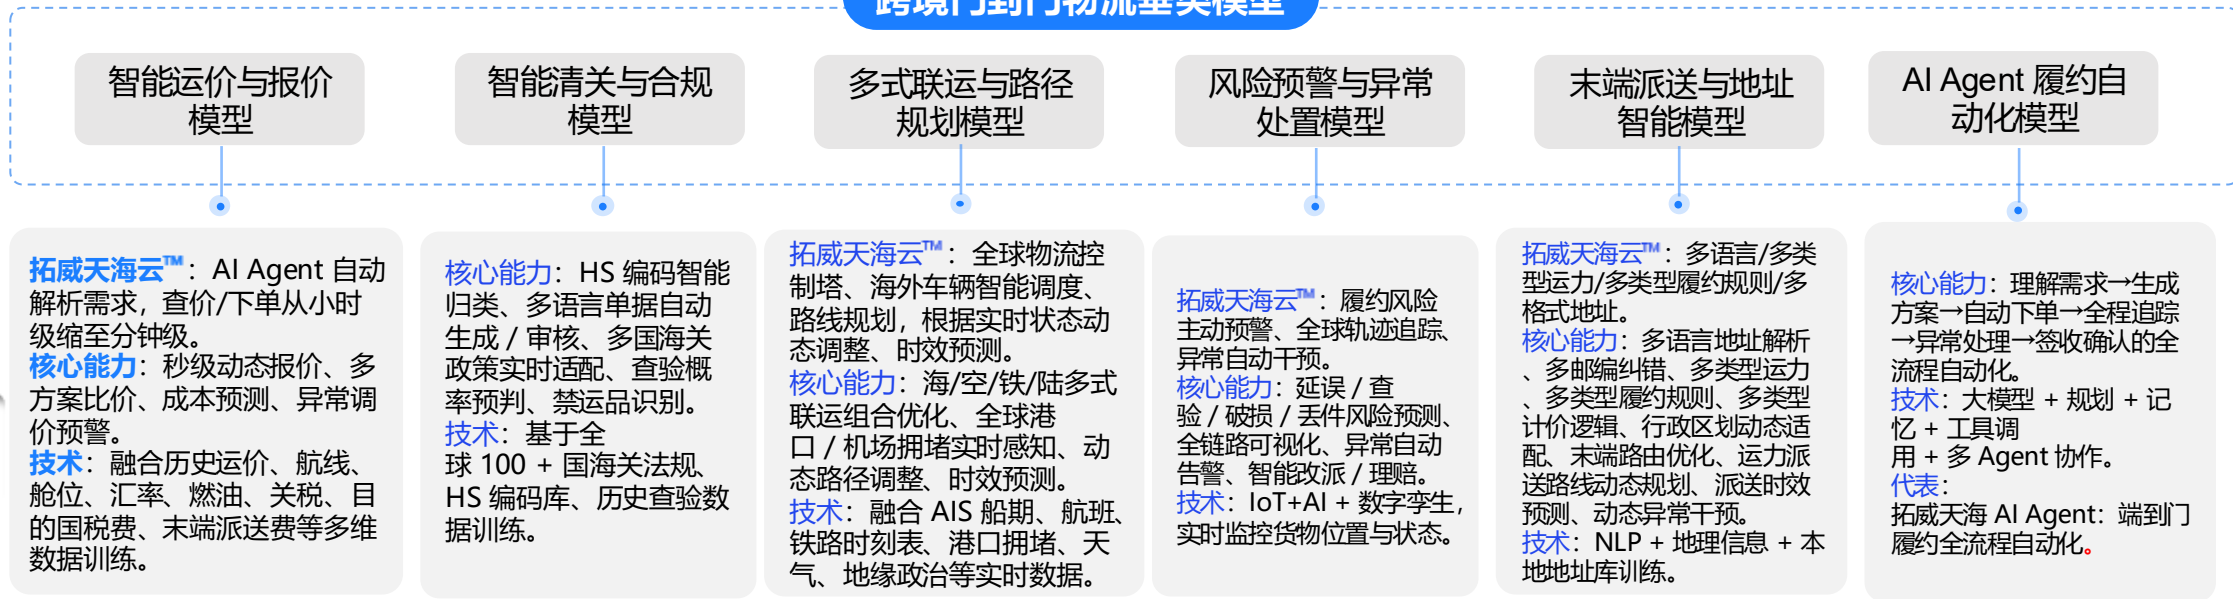 跨境门到门物流垂类模型
智能运价与报价
模型
智能清关与合规
模型
多式联运与路径
规划模型
风险预警与异常
处置模型
末端派送与地址
智能模型
AI Agent 履约自
动化模型
拓威天海云™：AI Agent 自动
解析需求，查价/下单从小时
级缩至分钟级。
核心能力：秒级动态报价、多
方案比价、成本预测、异常调
价预警。
技术：融合历史运价、航线、
舱位、汇率、燃油、关税、目
的国税费、末端派送费等多维
数据训练。
核心能力：HS 编码智能
归类、多语言单据自动
生成 / 审核、多国海关
政策实时适配、查验概
率预判、禁运品识别。
技术：基于全
球 100 + 国海关法规、
HS 编码库、历史查验数
据训练。
拓威天海云™：全球物流控
制塔、海外车辆智能调度、
路线规划，根据实时状态动
态调整、时效预测。
核心能力：海/空/铁/陆多式
联运组合优化、全球港
口 / 机场拥堵实时感知、动
态路径调整、时效预测。
技术：融合 AIS 船期、航班、
铁路时刻表、港口拥堵、天
气、地缘政治等实时数据。
拓威天海云™：履约风险
主动预警、全球轨迹追踪、
异常自动干预。
核心能力：延误 / 查
验 / 破损 / 丢件风险预测、
全链路可视化、异常自动
告警、智能改派 / 理赔。
技术：IoT+AI + 数字孪生，
实时监控货物位置与状态。
拓威天海云™：多语言/多类
型运力/多类型履约规则/多
格式地址。
核心能力：多语言地址解析
、多邮编纠错、多类型运力
、多类型履约规则、多类型
计价逻辑、行政区划动态适
配、末端路由优化、运力派
送路线动态规划、派送时效
预测、动态异常干预。
技术：NLP + 地理信息 + 本
地地址库训练。
核心能力：理解需求→生成
方案→自动下单→全程追踪
→异常处理→签收确认的全
流程自动化。
技术：大模型 + 规划 + 记
忆 + 工具调
用 + 多 Agent 协作。
代表：
拓威天海 AI Agent：端到门
履约全流程自动化。